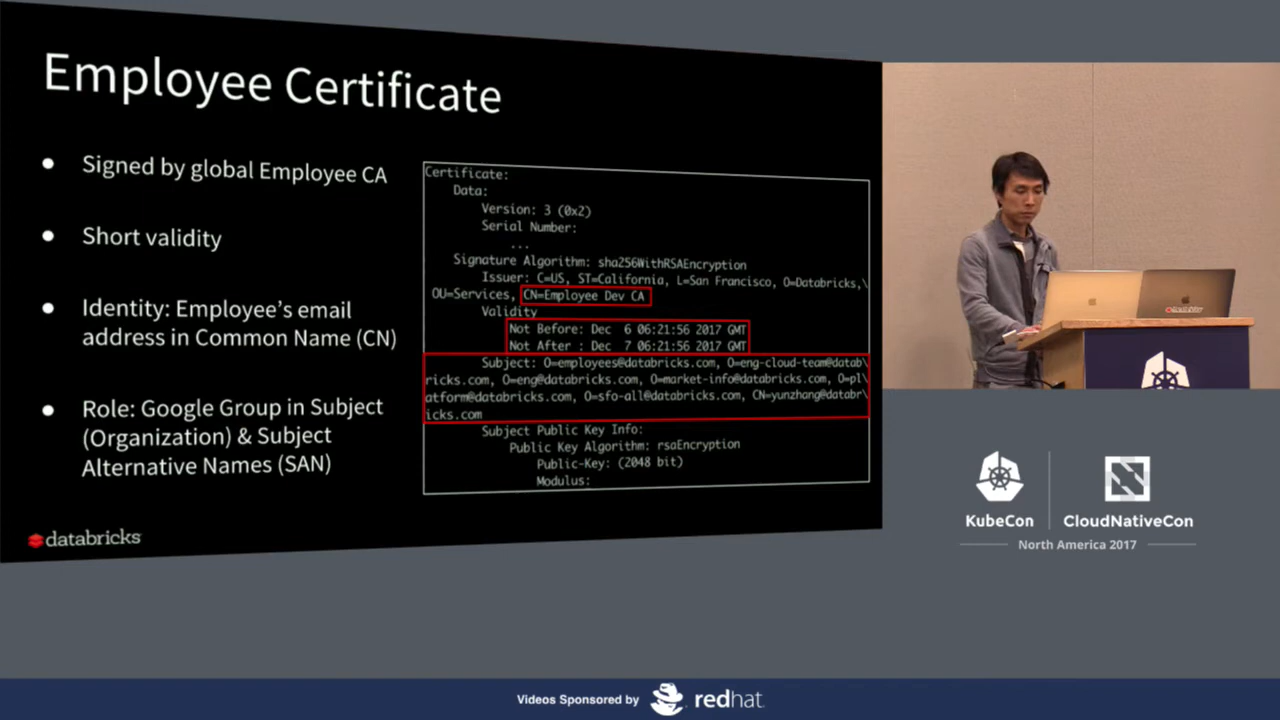 Employee Certificate
● Signed by global Employee CA
● Short validity
● Identity: Employee's email
address in Common Name (CN)
● Role: Google Group in Subject
(Organization) & Subject
Alternative Names (SAN)
databricks
Certificate:
Data:
Version: 3 (0x2)
Serial Number:
...
Signature Algorithm: sha256WithRSAEncryption
Issuer: C=US, ST=California, L=San Francisco, O=Databricks,\
OU=Services, CN=Employee Dev CA
Validity
Not Before: Dec  6 06:21:56 2017 GMT
Not After : Dec  7 06:21:56 2017 GMT
Subject: O=employees@databricks.com, O=eng-cloud-team@datab\
ricks.com, O=eng@databricks.com, O=market-info@databricks.com, O=pl\
atform@databricks.com, O=sfo-all@databricks.com, CN=yunzhang@databr\
icks.com
Subject Public Key Info:
Public Key Algorithm: rsaEncryption
Public-Key: (2048 bit)
Modulus:
KubeCon
CloudNativeCon
North America 2017
Videos Sponsored by
redhat.